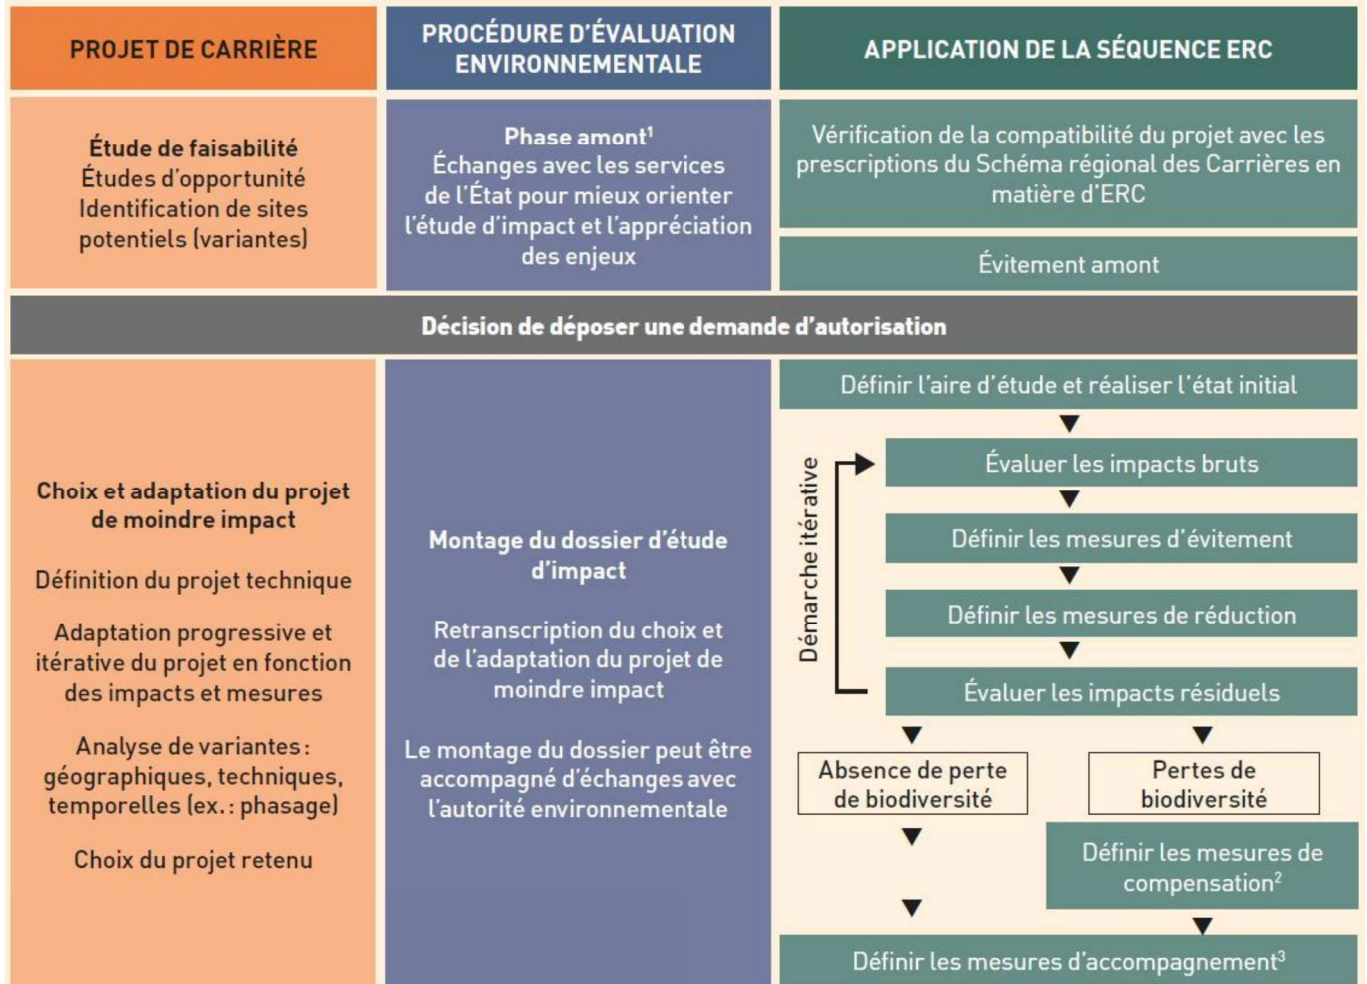 PROJET DE CARRIÈRE
PROCÉDURE D’ÉVALUATION
ENVIRONNEMENTALE
APPLICATION DE LA SÉQUENCE ERC
Étude de faisabilité
Études d’opportunité
Identification de sites
potentiels (variantes)
Phase amont¹
Échanges avec les services
de l’État pour mieux orienter
l’étude d’impact et l’appréciation
des enjeux
Vérification de la compatibilité du projet avec les
prescriptions du Schéma régional des Carrières en
matière d’ERC
Évitement amont
Décision de déposer une demande d’autorisation
Choix et adaptation du projet
de moindre impact
Définition du projet technique
Adaptation progressive et
itérative du projet en fonction
des impacts et mesures
Analyse de variantes :
géographiques, techniques,
temporelles (ex. : phasage)
Choix du projet retenu
Montage du dossier d’étude
d’impact
Retranscription du choix et
de l’adaptation du projet de
moindre impact
Le montage du dossier peut être
accompagné d’échanges avec
l’autorité environnementale
Définir l’aire d’étude et réaliser l’état initial
Démarche itérative
Évaluer les impacts bruts
Définir les mesures d’évitement
Définir les mesures de réduction
Évaluer les impacts résiduels
Absence de perte
de biodiversité
Pertes de
biodiversité
Définir les mesures de
compensation²
Définir les mesures d’accompagnement³